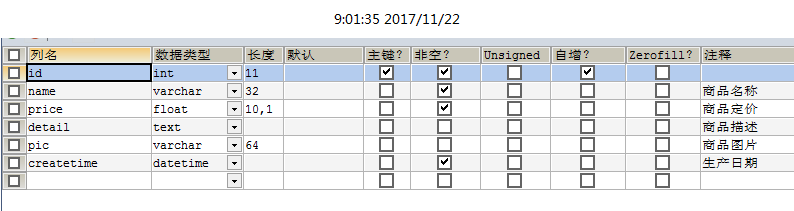 9:01:35 2017/11/22
列名 数据类型 长度 默认 主键? 非空? Unsigned 自增? Zerofill? 注释
id int 11
name varchar 32 商品名称
price float 10,1 商品定价
detail text 商品描述
pic varchar 64 商品图片
createtime datetime 生产日期